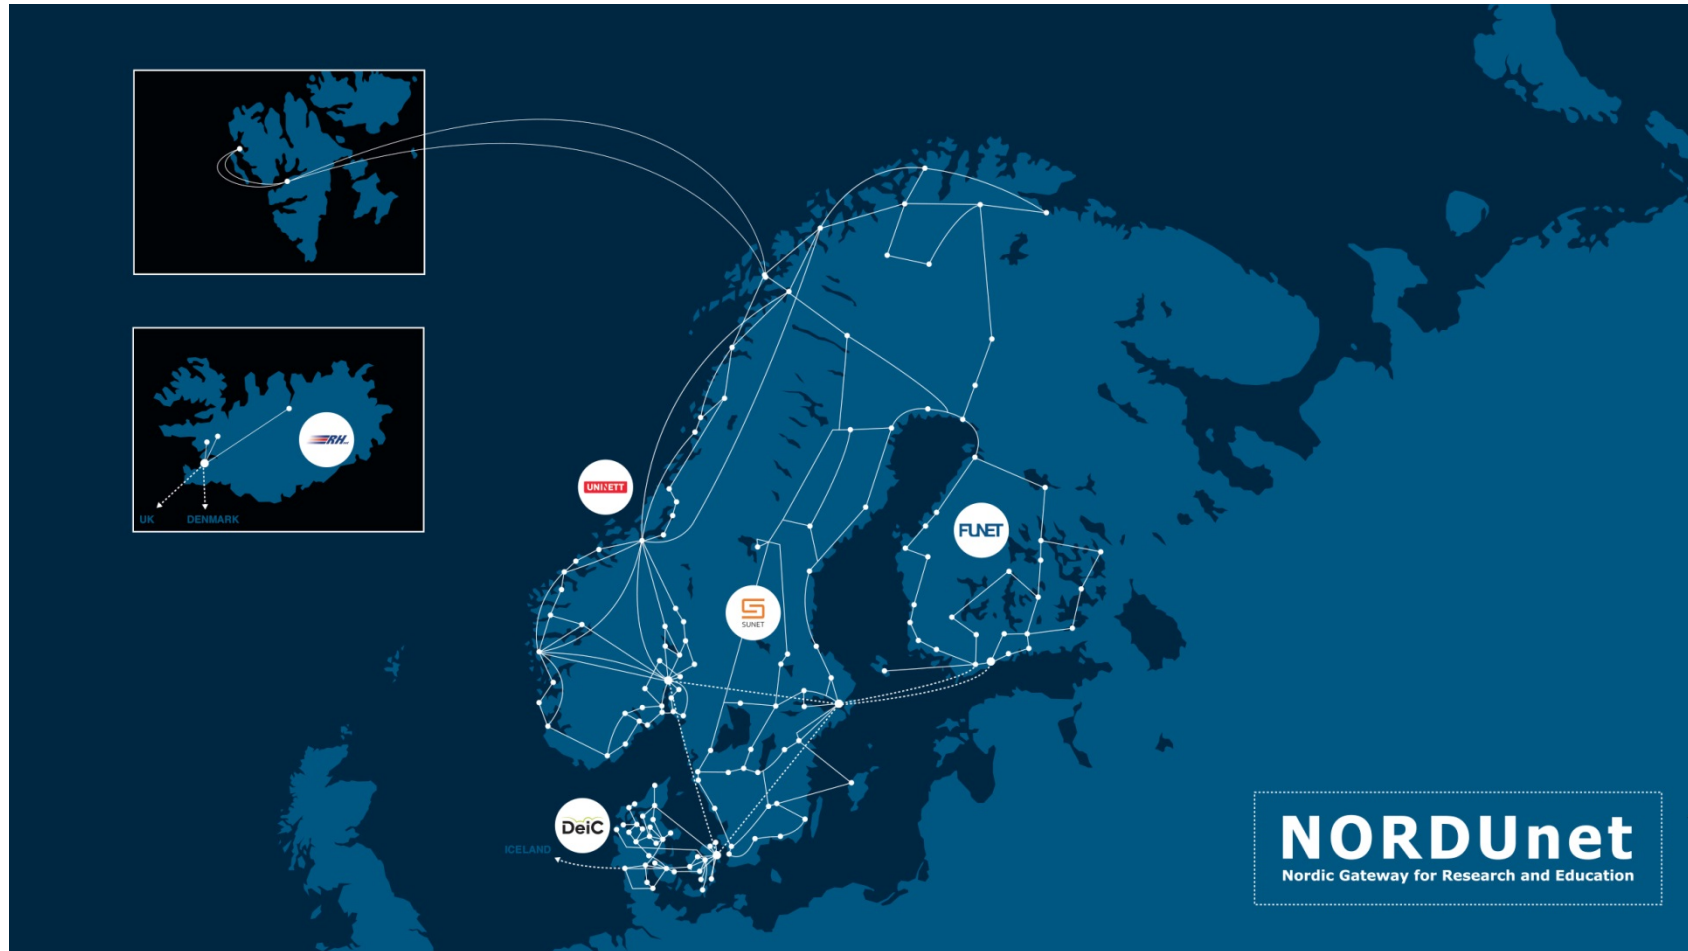 UK
DENMARK
RH
UNINETT
FUNET
SUNET
DeiC
ICELAND
NORDUnet
Nordic Gateway for Research and Education